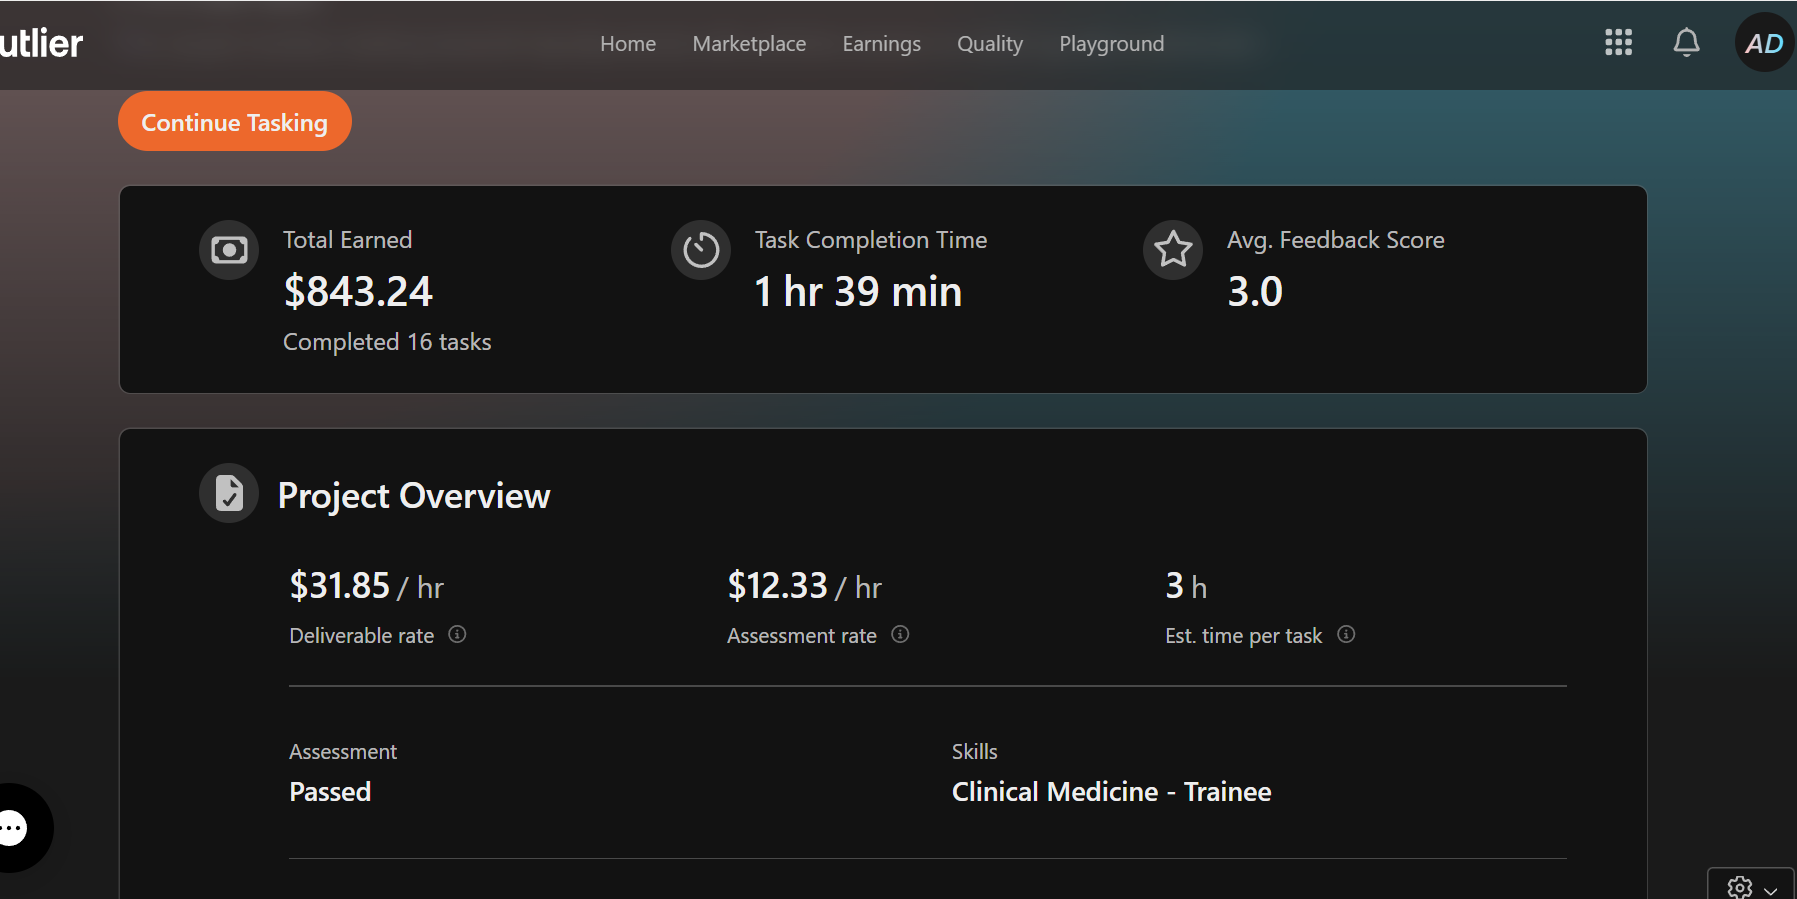 utlier
Home Marketplace Earnings Quality Playground
AD
Continue Tasking
Total Earned
$843.24
Completed 16 tasks
Task Completion Time
1 hr 39 min
Avg. Feedback Score
3.0
Project Overview
$31.85 / hr
Deliverable rate
$12.33 / hr
Assessment rate
3 h
Est. time per task
Assessment
Passed
Skills
Clinical Medicine - Trainee